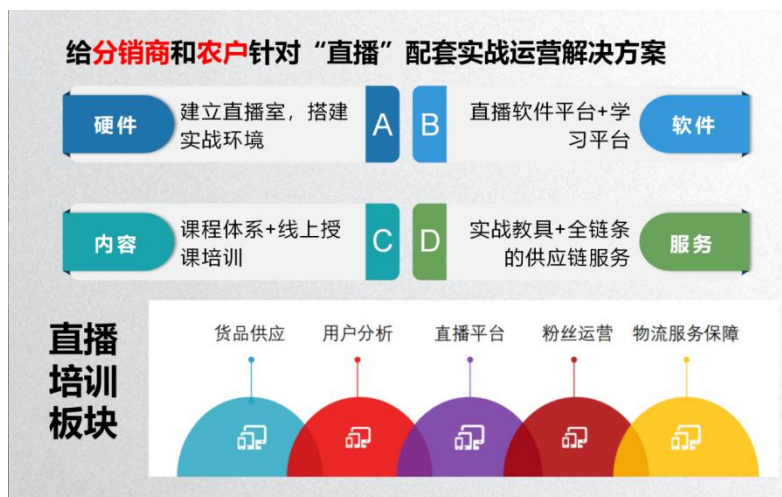 给分销商和农户针对“直播”配套实战运营解决方案
硬件
建立直播室，搭建
实战环境
A
B
直播软件平台+学
习平台
软件
内容
课程体系+线上授
课培训
C
D
实战教具+全链条
的供应链服务
服务
直播
培训
板块
货品供应
用户分析
直播平台
粉丝运营
物流服务保障